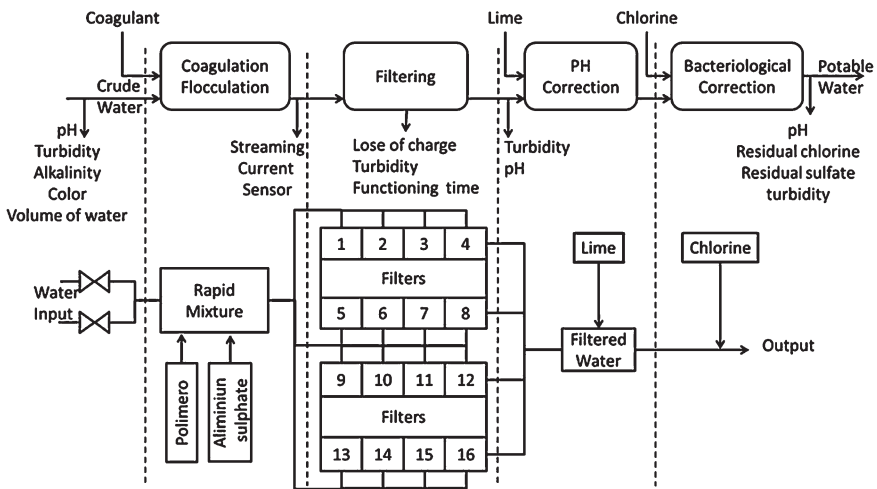 Coagulant
Lime
Chlorine
Coagulation
Flocculation
Filtering
PH
Correction
Bacteriological
Correction
Potable
Water
Crude
Water
pH
Turbidity
Alkalinity
Color
Volume of water
Streaming
Current
Sensor
Lose of charge
Turbidity
Functioning time
Turbidity
pH
pH
Residual chlorine
Residual sulfate
turbidity
Water
Input
Rapid
Mixture
Polimero
Aliminiun
sulphate
1 2 3 4
Filters
5 6 7 8
9 10 11 12
Filters
13 14 15 16
Lime
Filtered
Water
Chlorine
Output